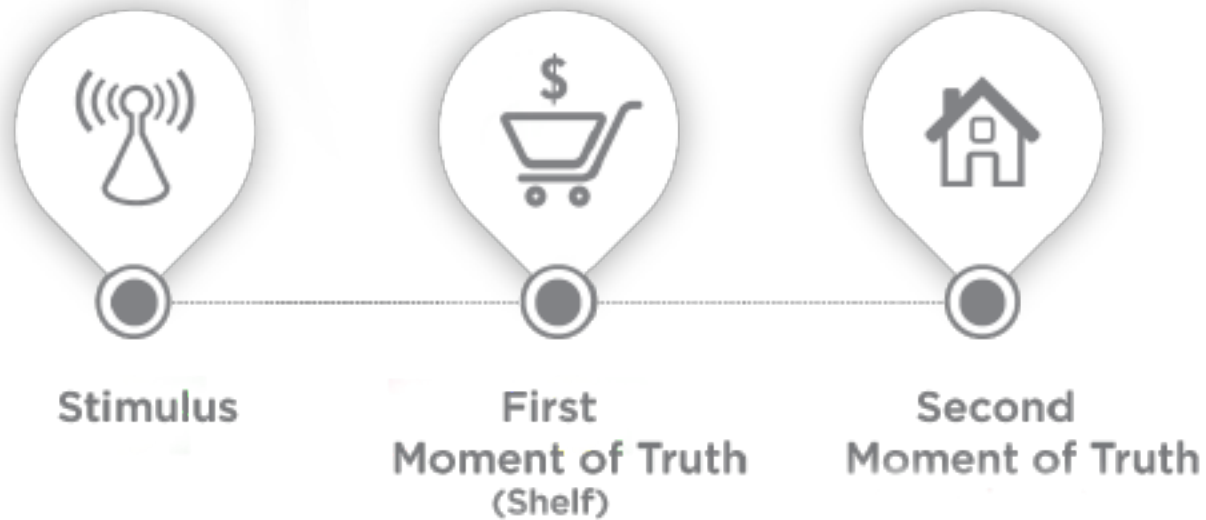 $
Stimulus
First
Moment of Truth
(Shelf)
Second
Moment of Truth